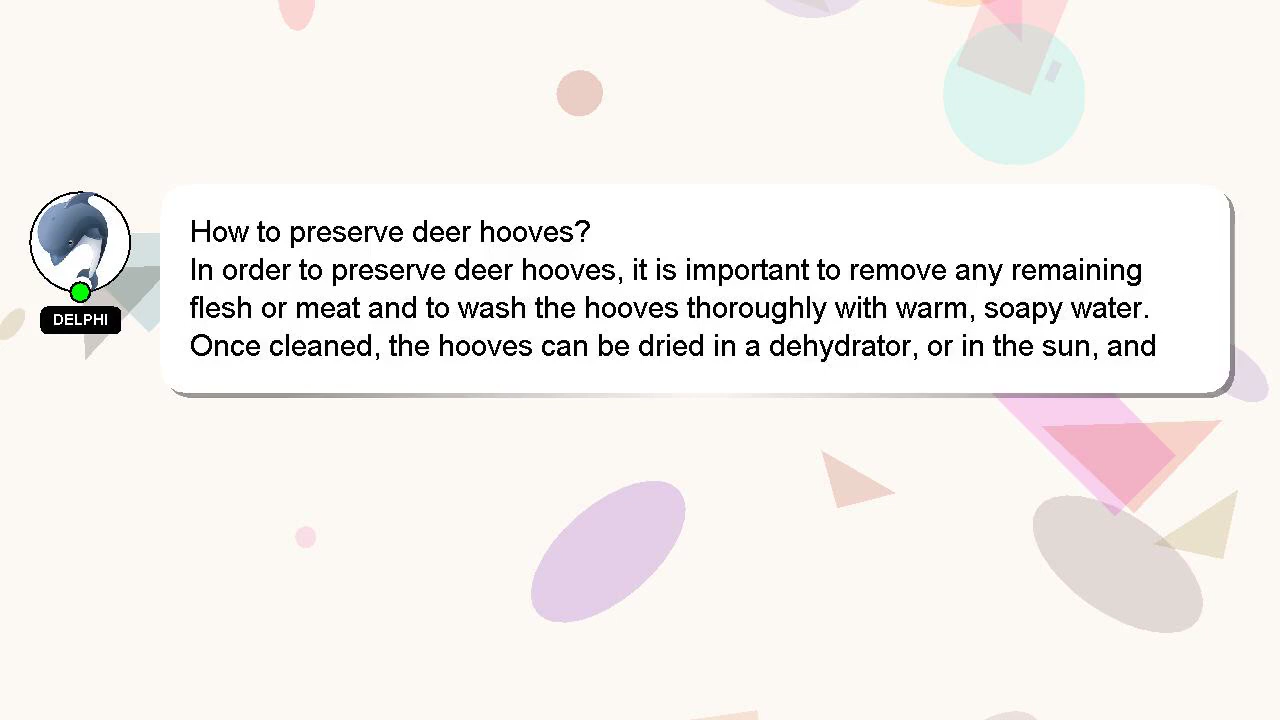 How to preserve deer hooves?
In order to preserve deer hooves, it is important to remove any remaining
flesh or meat and to wash the hooves thoroughly with warm, soapy water.
Once cleaned, the hooves can be dried in a dehydrator, or in the sun, and
DELPHI